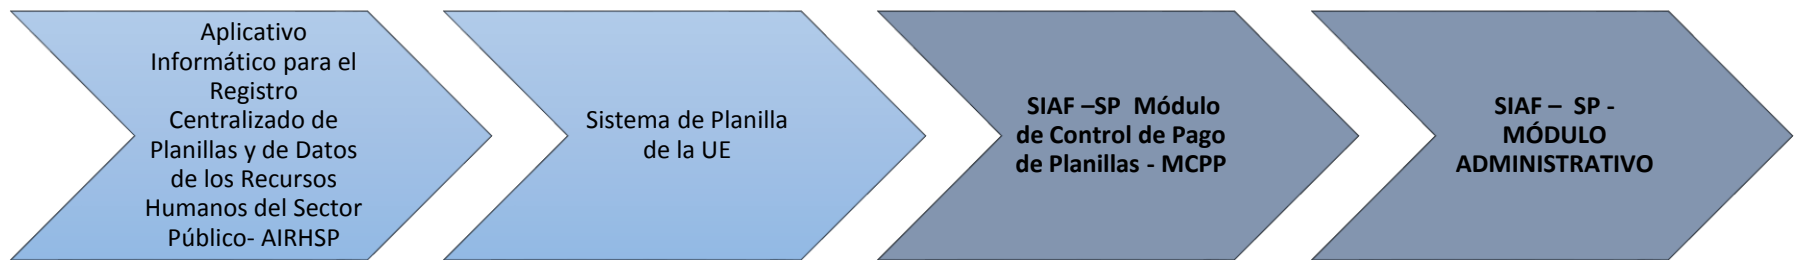 Aplicativo
Informático para el
Registro
Centralizado de
Planillas y de Datos
de los Recursos
Humanos del Sector
Público- AIRHSP
Sistema de Planilla
de la UE
SIAF –SP Módulo
de Control de Pago
de Planillas - MCPP
SIAF – SP -
MÓDULO
ADMINISTRATIVO